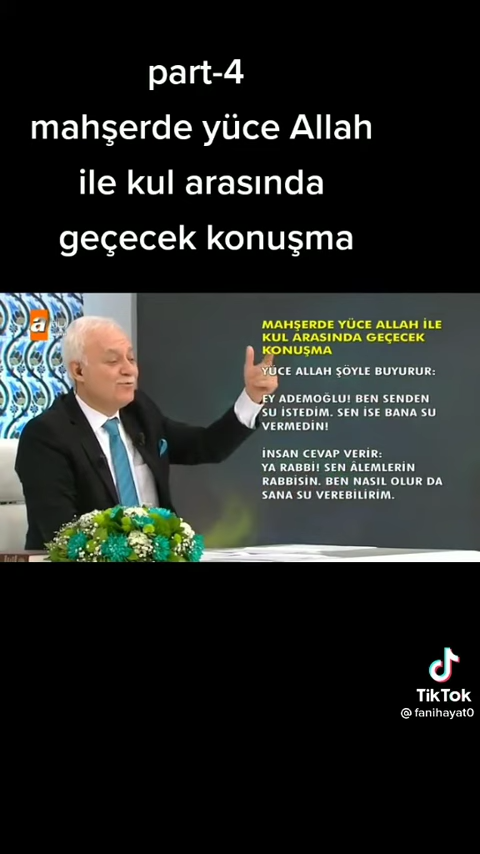 part-4
mahşerde yüce Allah
ile kul arasında
geçecek konuşma
a
MAHŞERDE YÜCE ALLAH İLE
KUL ARASINDA GEÇECEK
KONUŞMA
YÜCE ALLAH ŞÖYLE BUYURUR:
EY ADEMOĞLU! BEN SENDEN
SU İSTEDİM. SEN İSE BANA SU
VERMEDİN!
İNSAN CEVAP VERİR:
YA RABBİ! SEN ÂLEMLERİN
RABBİSİN. BEN NASIL OLUR DA
SANA SU VEREBİLİRİM.
TikTok
@fanihayat0